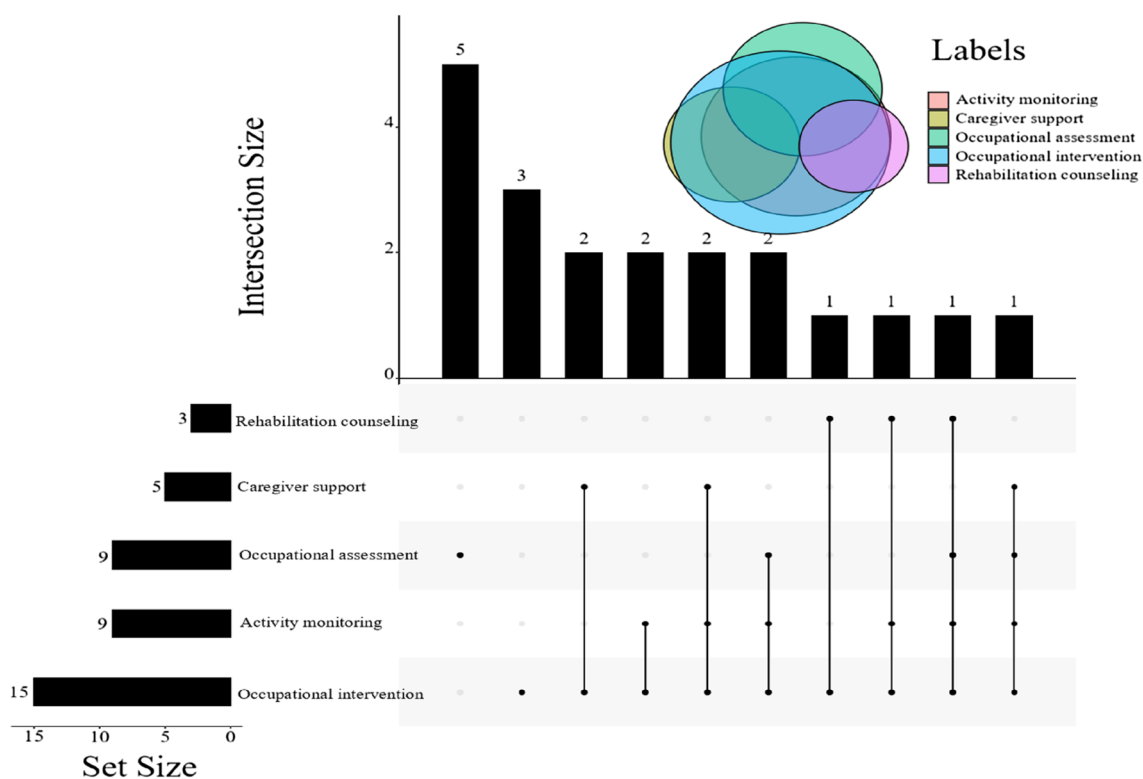 5
3
2
2
2
2
1
1
1
1
Intersection Size
4
2
0
Labels
Activity monitoring
Caregiver support
Occupational assessment
Occupational intervention
Rehabilitation counseling
3 Rehabilitation counseling
5 Caregiver support
9 Occupational assessment
9 Activity monitoring
15 Occupational intervention
15 10 5 0
Set Size